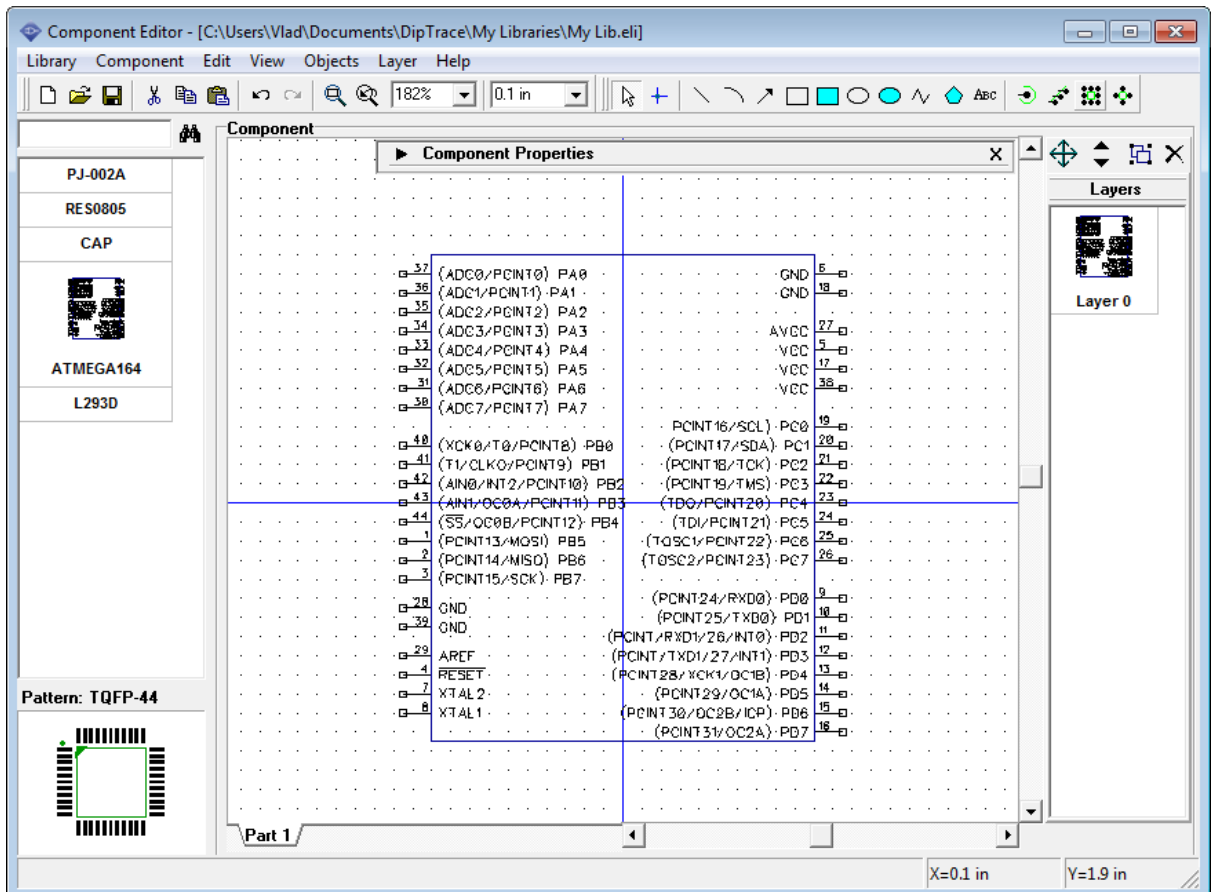 Component Editor - [C:\Users\Vlad\Documents\DipTrace\My Libraries\My Lib.eli]
Library Component Edit View Objects Layer Help
182% 0.1 in ABC
Component
Component Properties X
PJ-002A
RES0805
CAP
ATMEGA164
L293D
Pattern: TQFP-44
37 (ADC0/PCINT0) PA0
36 (ADC1/PCINT1) PA1
35 (ADC2/PCINT2) PA2
34 (ADC3/PCINT3) PA3
33 (ADC4/PCINT4) PA4
32 (ADC5/PCINT5) PA5
31 (ADC6/PCINT6) PA6
30 (ADC7/PCINT7) PA7
40 (XCK0/T0/PCINT8) PB0
41 (T1/CLKO/PCINT9) PB1
42 (AIN0/INT2/PCINT10) PB2
43 (AIN1/OC0A/PCINT11) PB3
44 (SS/OC0B/PCINT12) PB4
1 (PCINT13/MOSI) PB5
2 (PCINT14/MISO) PB6
3 (PCINT15/SCK) PB7
28 GND
39 GND
29 AREF
4 RESET
7 XTAL2
8 XTAL1
GND 6
GND 18
AVCC 27
VCC 5
VCC 17
VCC 38
PCINT16/SCL) PC0 19
(PCINT17/SDA) PC1 20
(PCINT18/TCK) PC2 21
(PCINT19/TMS) PC3 22
(TDO/PCINT20) PC4 23
(TDI/PCINT21) PC5 24
(TOSC1/PCINT22) PC6 25
(TOSC2/PCINT23) PC7 26
(PCINT24/RXD0) PD0 9
(PCINT25/TXD0) PD1 10
(PCINT/RXD1/26/INT0) PD2 11
(PCINT/TXD1/27/INT1) PD3 12
(PCINT28/XCK1/OC1B) PD4 13
(PCINT29/OC1A) PD5 14
(PCINT30/OC2B/ICP) PD6 15
(PCINT31/OC2A) PD7 16
Layers
Layer 0
Part 1
X=0.1 in Y=1.9 in